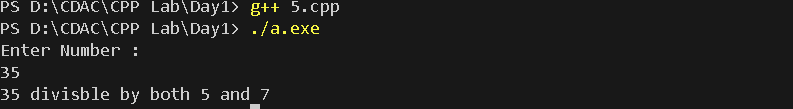 PS D:\CDAC\CPP Lab\Day1> g++ 5.cpp
PS D:\CDAC\CPP Lab\Day1> ./a.exe
Enter Number :
35
35 divisble by both 5 and 7